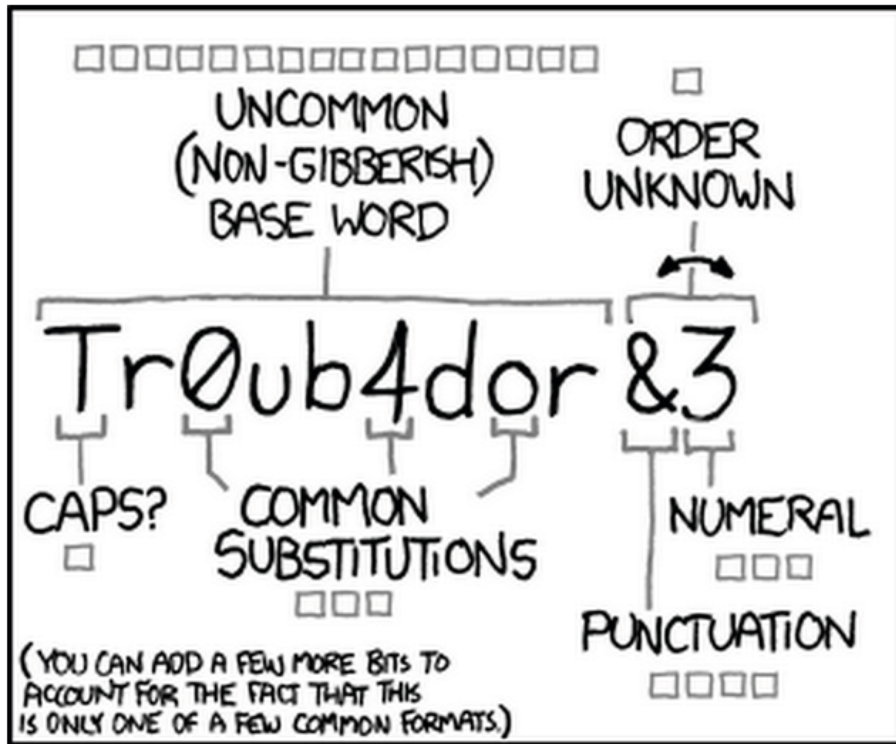 UNCOMMON
(NON-GIBBERISH)
BASE WORD
ORDER
UNKNOWN
Tr0ub4dor &3
CAPS?
COMMON
SUBSTITUTIONS
NUMERAL
PUNCTUATION
(YOU CAN ADD A FEW MORE BITS TO
ACCOUNT FOR THE FACT THAT THIS
IS ONLY ONE OF A FEW COMMON FORMATS.)